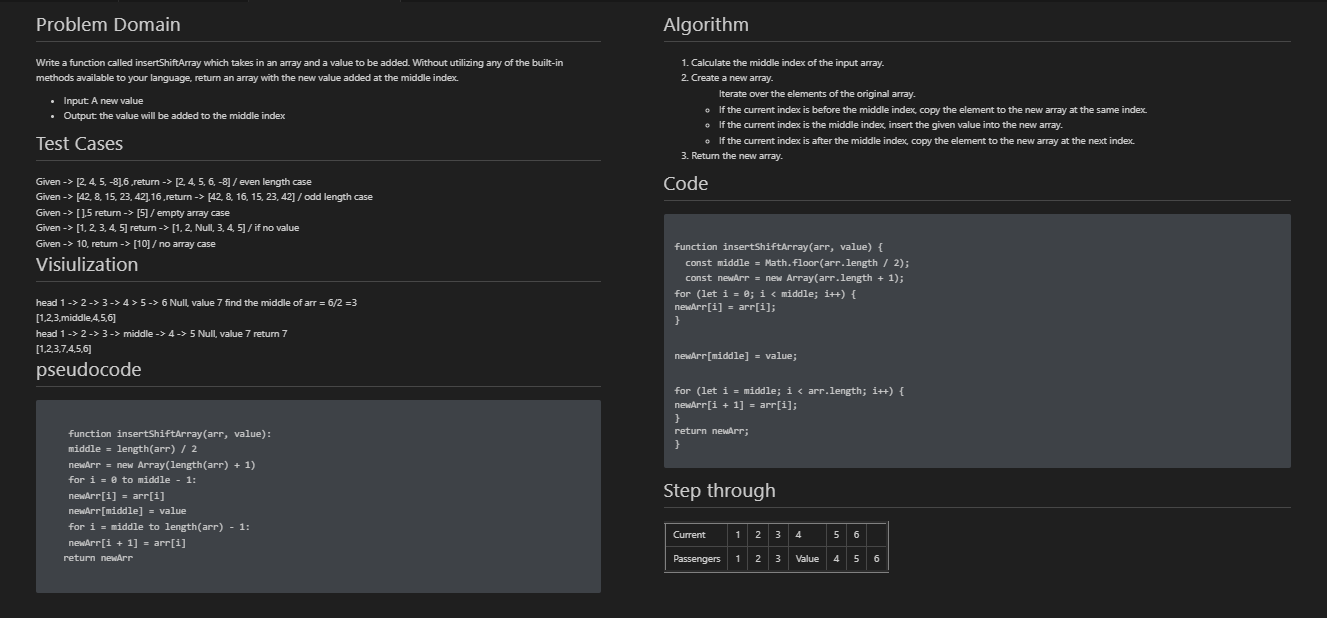 Problem Domain
Write a function called insertShiftArray which takes in an array and a value to be added. Without utilizing any of the built-in
methods available to your language, return an array with the new value added at the middle index.
• Input: A new value
• Output: the value will be added to the middle index
Test Cases
Given -> [2, 4, 5, -8],6 ,return -> [2, 4, 5, 6, -8] / even length case
Given -> [42, 8, 15, 23, 42],16 ,return -> [42, 8, 16, 15, 23, 42] / odd length case
Given -> [ ],5 return -> [5] / empty array case
Given -> [1, 2, 3, 4, 5] return -> [1, 2, Null, 3, 4, 5] / if no value
Given -> 10, return -> [10] / no array case
Visiulization
head 1 -> 2 -> 3 -> 4 > 5 -> 6 Null, value 7 find the middle of arr = 6/2 =3
[1,2,3,middle,4,5,6]
head 1 -> 2 -> 3 -> middle -> 4 -> 5 Null, value 7 return 7
[1,2,3,7,4,5,6]
pseudocode
function insertShiftArray(arr, value):
middle = length(arr) / 2
newArr = new Array(length(arr) + 1)
for i = 0 to middle - 1:
newArr[i] = arr[i]
newArr[middle] = value
for i = middle to length(arr) - 1:
newArr[i + 1] = arr[i]
return newArr
Algorithm
1. Calculate the middle index of the input array.
2. Create a new array.
Iterate over the elements of the original array.
○ If the current index is before the middle index, copy the element to the new array at the same index.
○ If the current index is the middle index, insert the given value into the new array.
○ If the current index is after the middle index, copy the element to the new array at the next index.
3. Return the new array.
Code
function insertShiftArray(arr, value) {
const middle = Math.floor(arr.length / 2);
const newArr = new Array(arr.length + 1);
for (let i = 0; i < middle; i++) {
newArr[i] = arr[i];
}
newArr[middle] = value;
for (let i = middle; i < arr.length; i++) {
newArr[i + 1] = arr[i];
}
return newArr;
}
Step through
Current 1 2 3 4 5 6
Passengers 1 2 3 Value 4 5 6